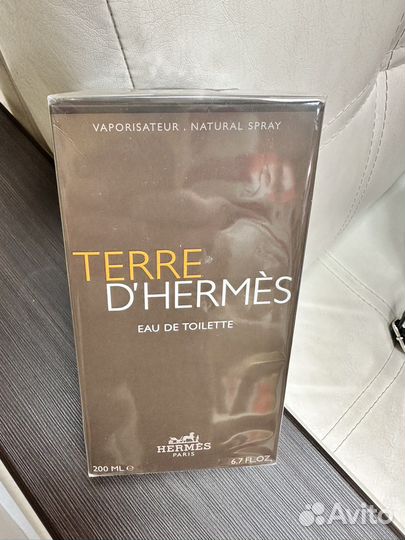 VAPORISATEUR . NATURAL SPRAY
TERRE
D'HERMÈS
EAU DE TOILETTE
HERMÈS
PARIS
200 ML ℮ 6.7 FL.OZ.
Avito